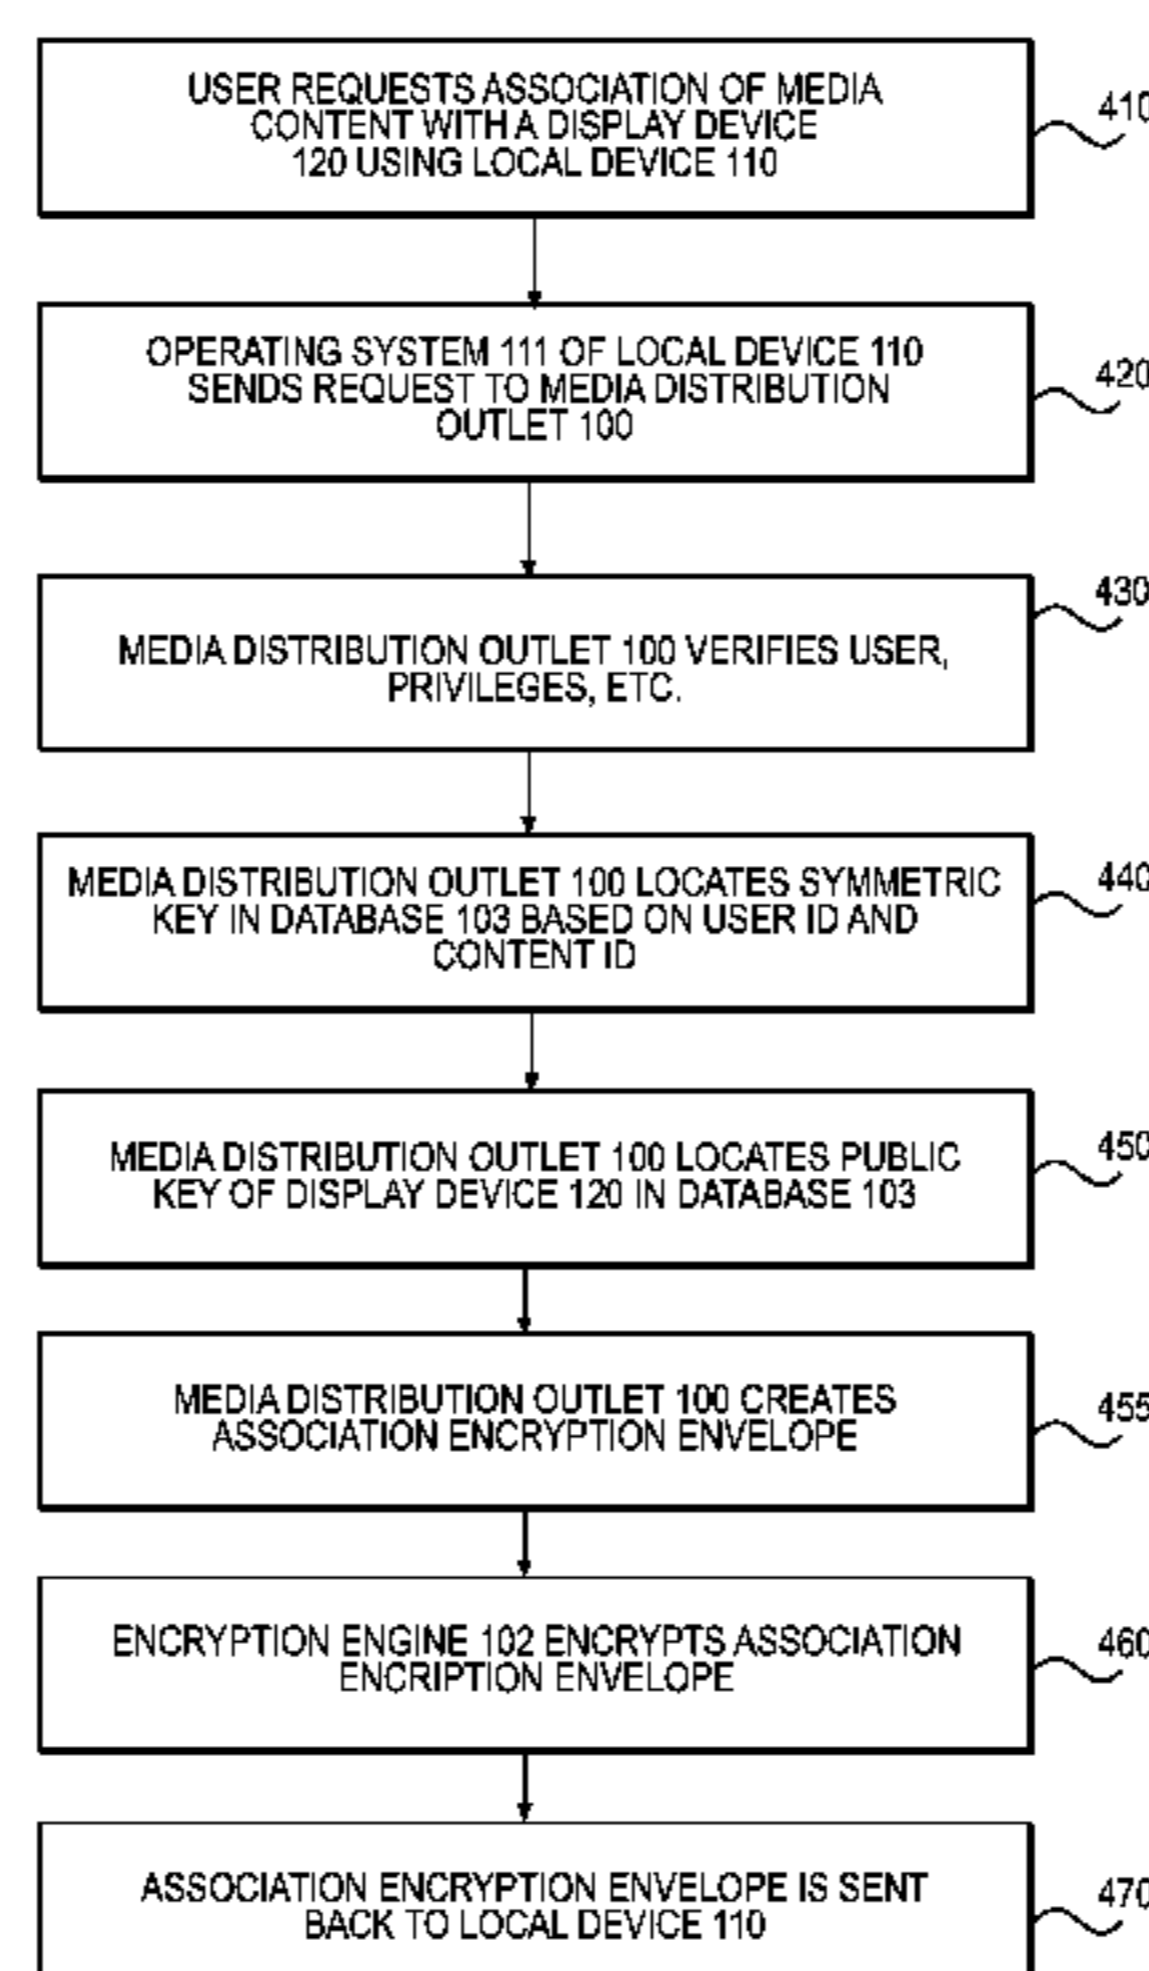 USER REQUESTS ASSOCIATION OF MEDIA
CONTENT WITH A DISPLAY DEVICE
120 USING LOCAL DEVICE 110
410
OPERATING SYSTEM 111 OF LOCAL DEVICE 110
SENDS REQUEST TO MEDIA DISTRIBUTION
OUTLET 100
420
MEDIA DISTRIBUTION OUTLET 100 VERIFIES USER,
PRIVILEGES, ETC.
430
MEDIA DISTRIBUTION OUTLET 100 LOCATES SYMMETRIC
KEY IN DATABASE 103 BASED ON USER ID AND
CONTENT ID
440
MEDIA DISTRIBUTION OUTLET 100 LOCATES PUBLIC
KEY OF DISPLAY DEVICE 120 IN DATABASE 103
450
MEDIA DISTRIBUTION OUTLET 100 CREATES
ASSOCIATION ENCRYPTION ENVELOPE
455
ENCRYPTION ENGINE 102 ENCRYPTS ASSOCIATION
ENCRIPTION ENVELOPE
460
ASSOCIATION ENCRYPTION ENVELOPE IS SENT
BACK TO LOCAL DEVICE 110
470